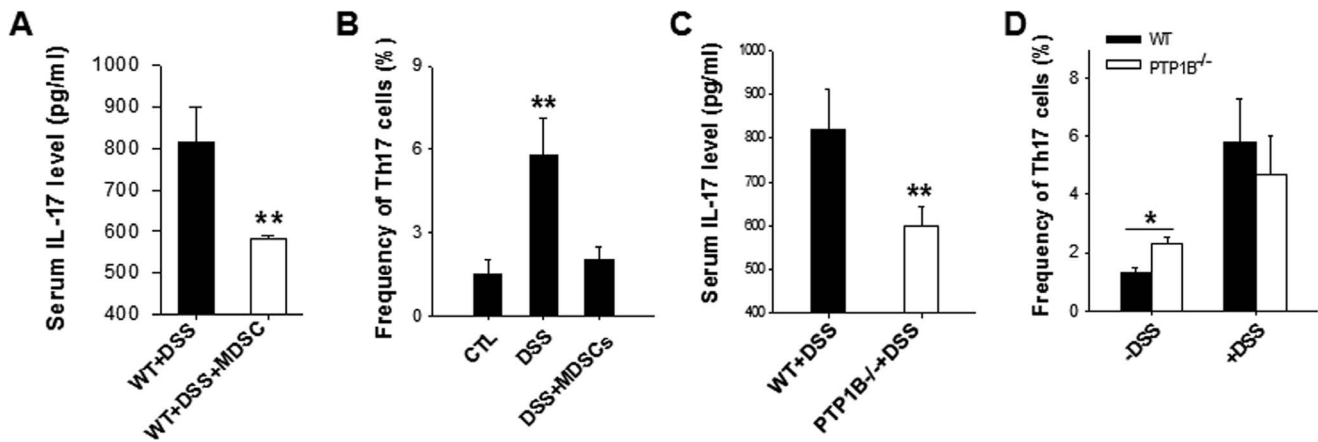 A
Serum IL-17 level (pg/ml)
1000
900
800
700
600
500
400
**
WT+DSS
WT+DSS+MDSC
B
Frequency of Th17 cells (%)
9
6
3
0
**
CTL
DSS
DSS+MDSCs
C
Serum IL-17 level (pg/ml)
1000
900
800
700
600
500
400
**
WT+DSS
PTP1B-/-+DSS
D
Frequency of Th17 cells (%)
WT
PTP1B-/-
8
6
4
2
0
*
-DSS
+DSS